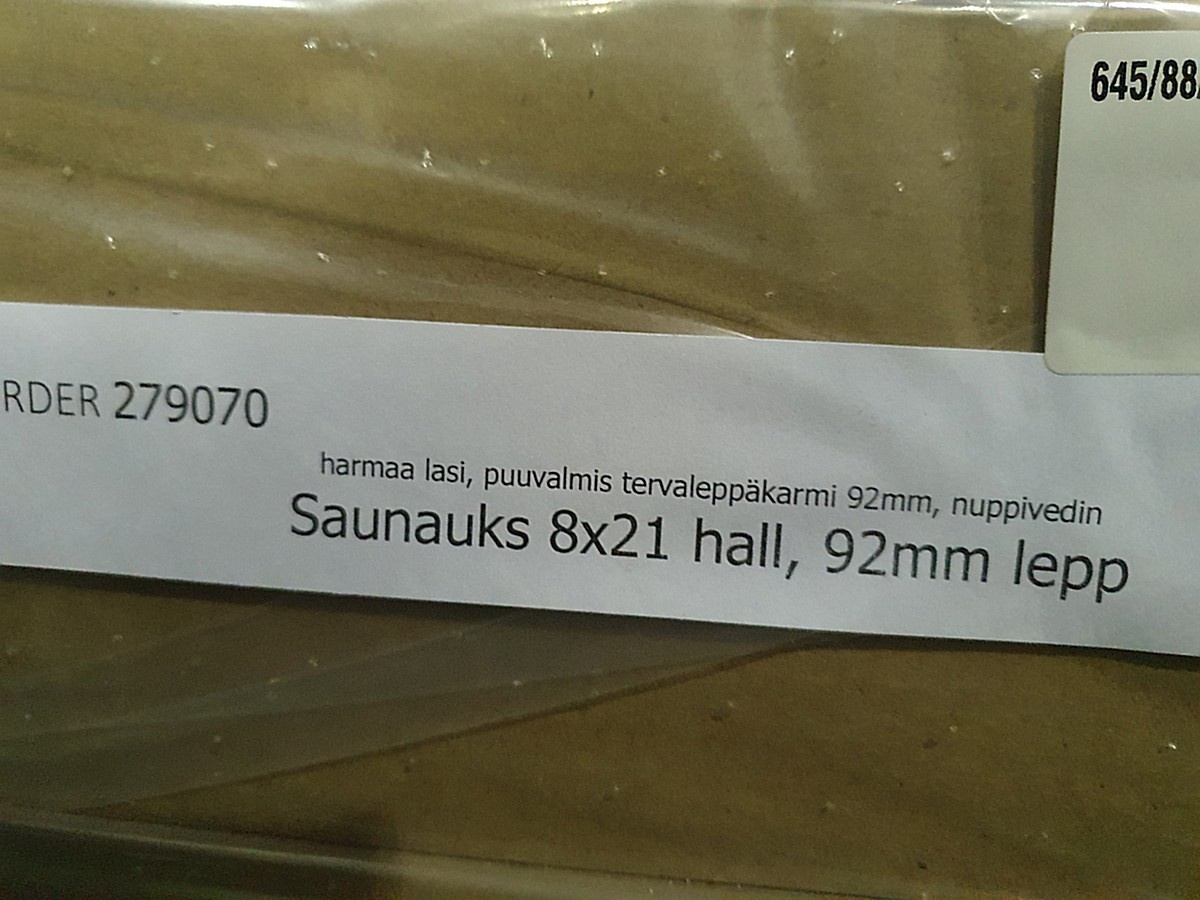 645/88
RDER 279070
harmaa lasi, puuvalmis tervaleppäkarmi 92mm, nuppivedin
Saunauks 8x21 hall, 92mm lepp